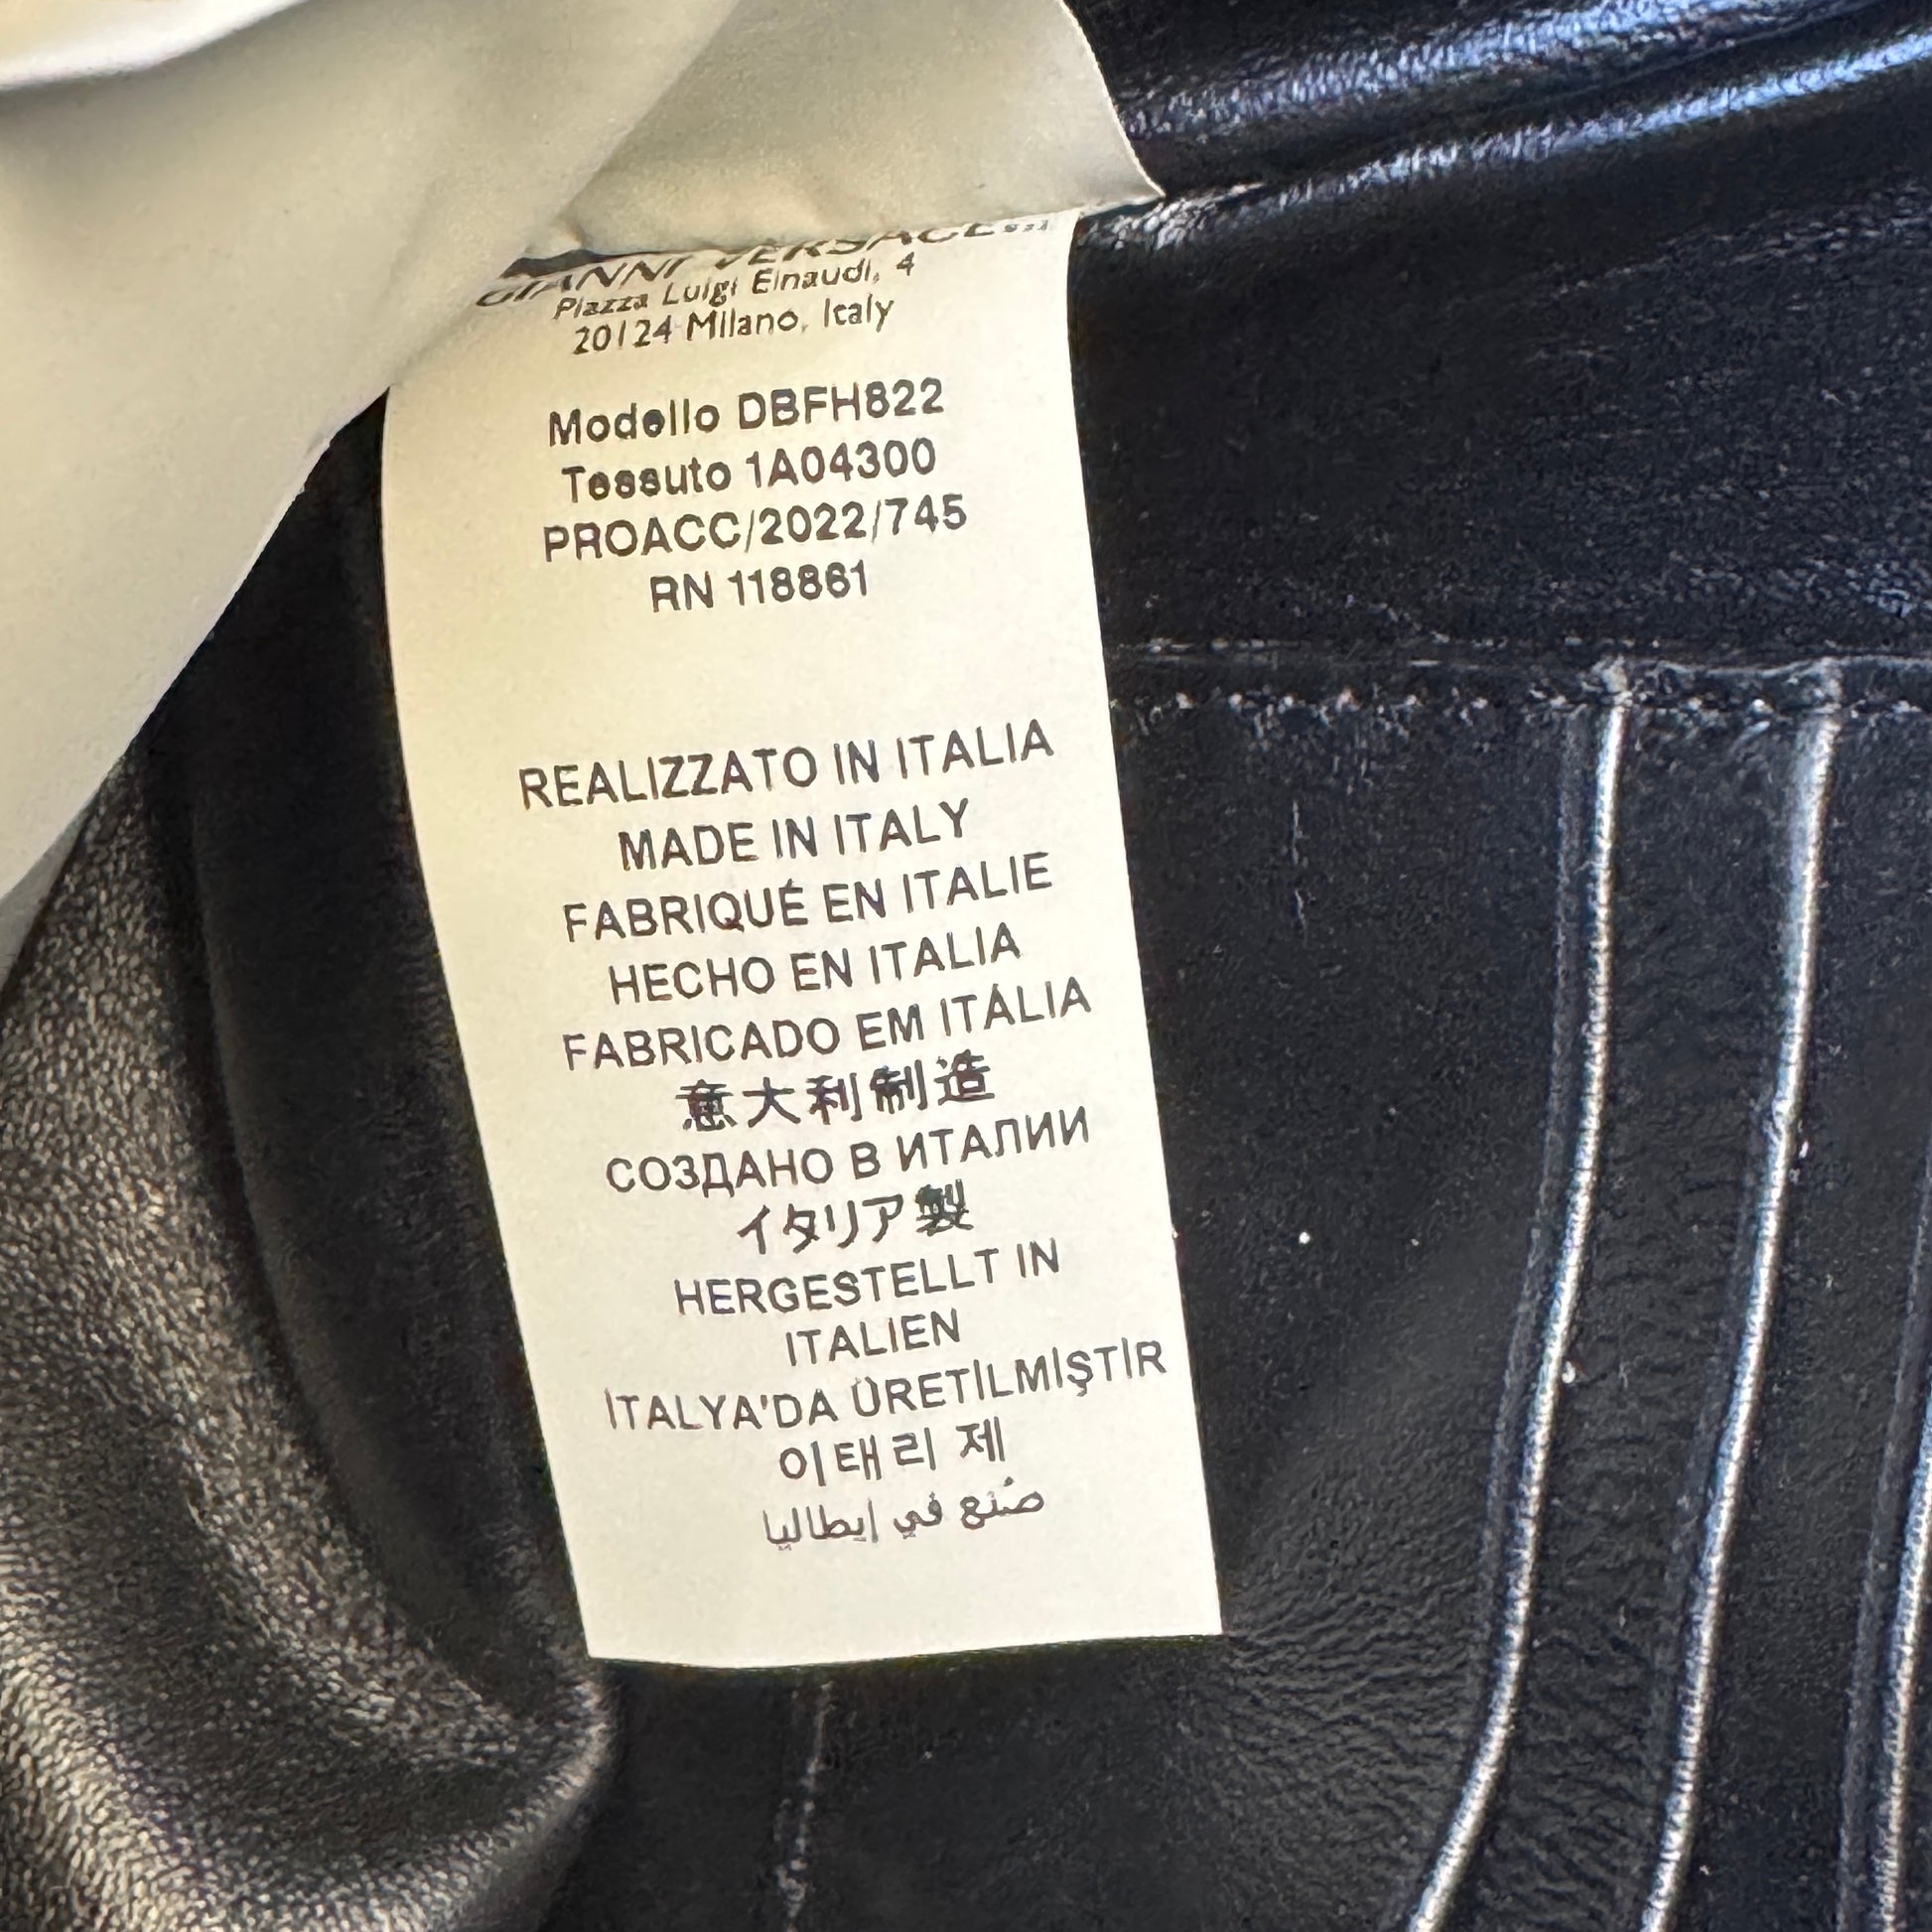 GIANNI VERSACE srl
Piazza Luigi Einaudi, 4
20124 Milano, Italy
Modello DBFH822
Tessuto 1A04300
PROACC/2022/745
RN 118861
REALIZZATO IN ITALIA
MADE IN ITALY
FABRIQUÉ EN ITALIE
HECHO EN ITALIA
FABRICADO EM ITÁLIA
意大利制造
СОЗДАНО В ИТАЛИИ
イタリア製
HERGESTELLT IN
ITALIEN
İTALYA'DA ÜRETİLMİŞTİR
이태리 제
صُنع في إيطاليا